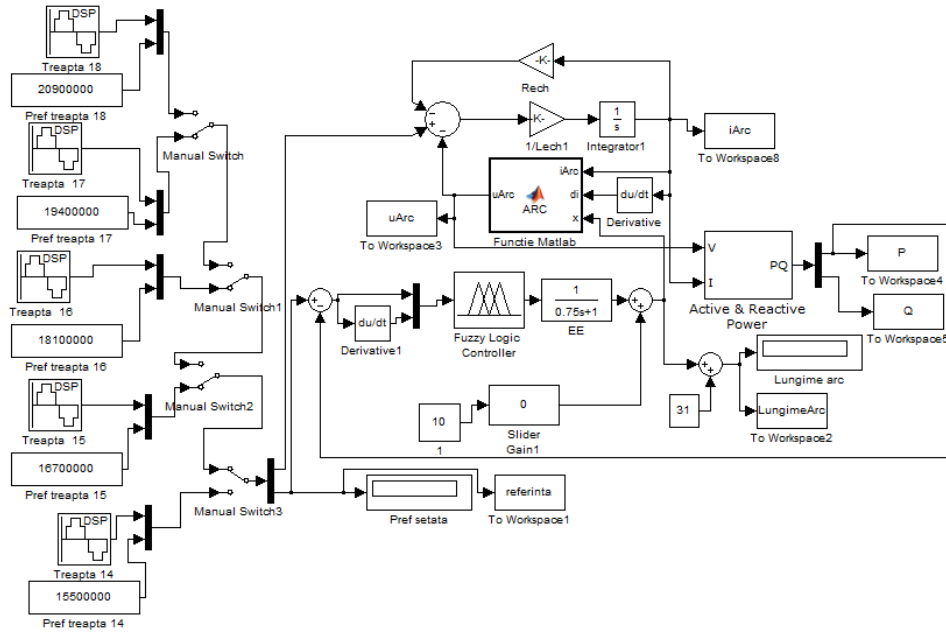 DSP
Treapta 18
20900000
Pref treapta 18
DSP
Treapta 17
19400000
Pref treapta 17
DSP
Treapta 16
18100000
Pref treapta 16
DSP
Treapta 15
16700000
Pref treapta 15
DSP
Treapta 14
15500000
Pref treapta 14
Manual Switch
Manual Switch1
Manual Switch2
Manual Switch3
-K-
Rech
K-
1/Lech1
1
s
Integrator1
iArc
To Workspace8
uArc
ARC
iArc
di
x
Functie Matlab
du/dt
Derivative
uArc
To Workspace3
V
I
PQ
Active & Reactive
Power
P
To Workspace4
Q
To Workspace5
du/dt
Derivative1
Fuzzy Logic
Controller
1
0.75s+1
EE
10
1
0
Slider
Gain1
31
Lungime arc
LungimeArc
To Workspace2
Pref setata
referinta
To Workspace1